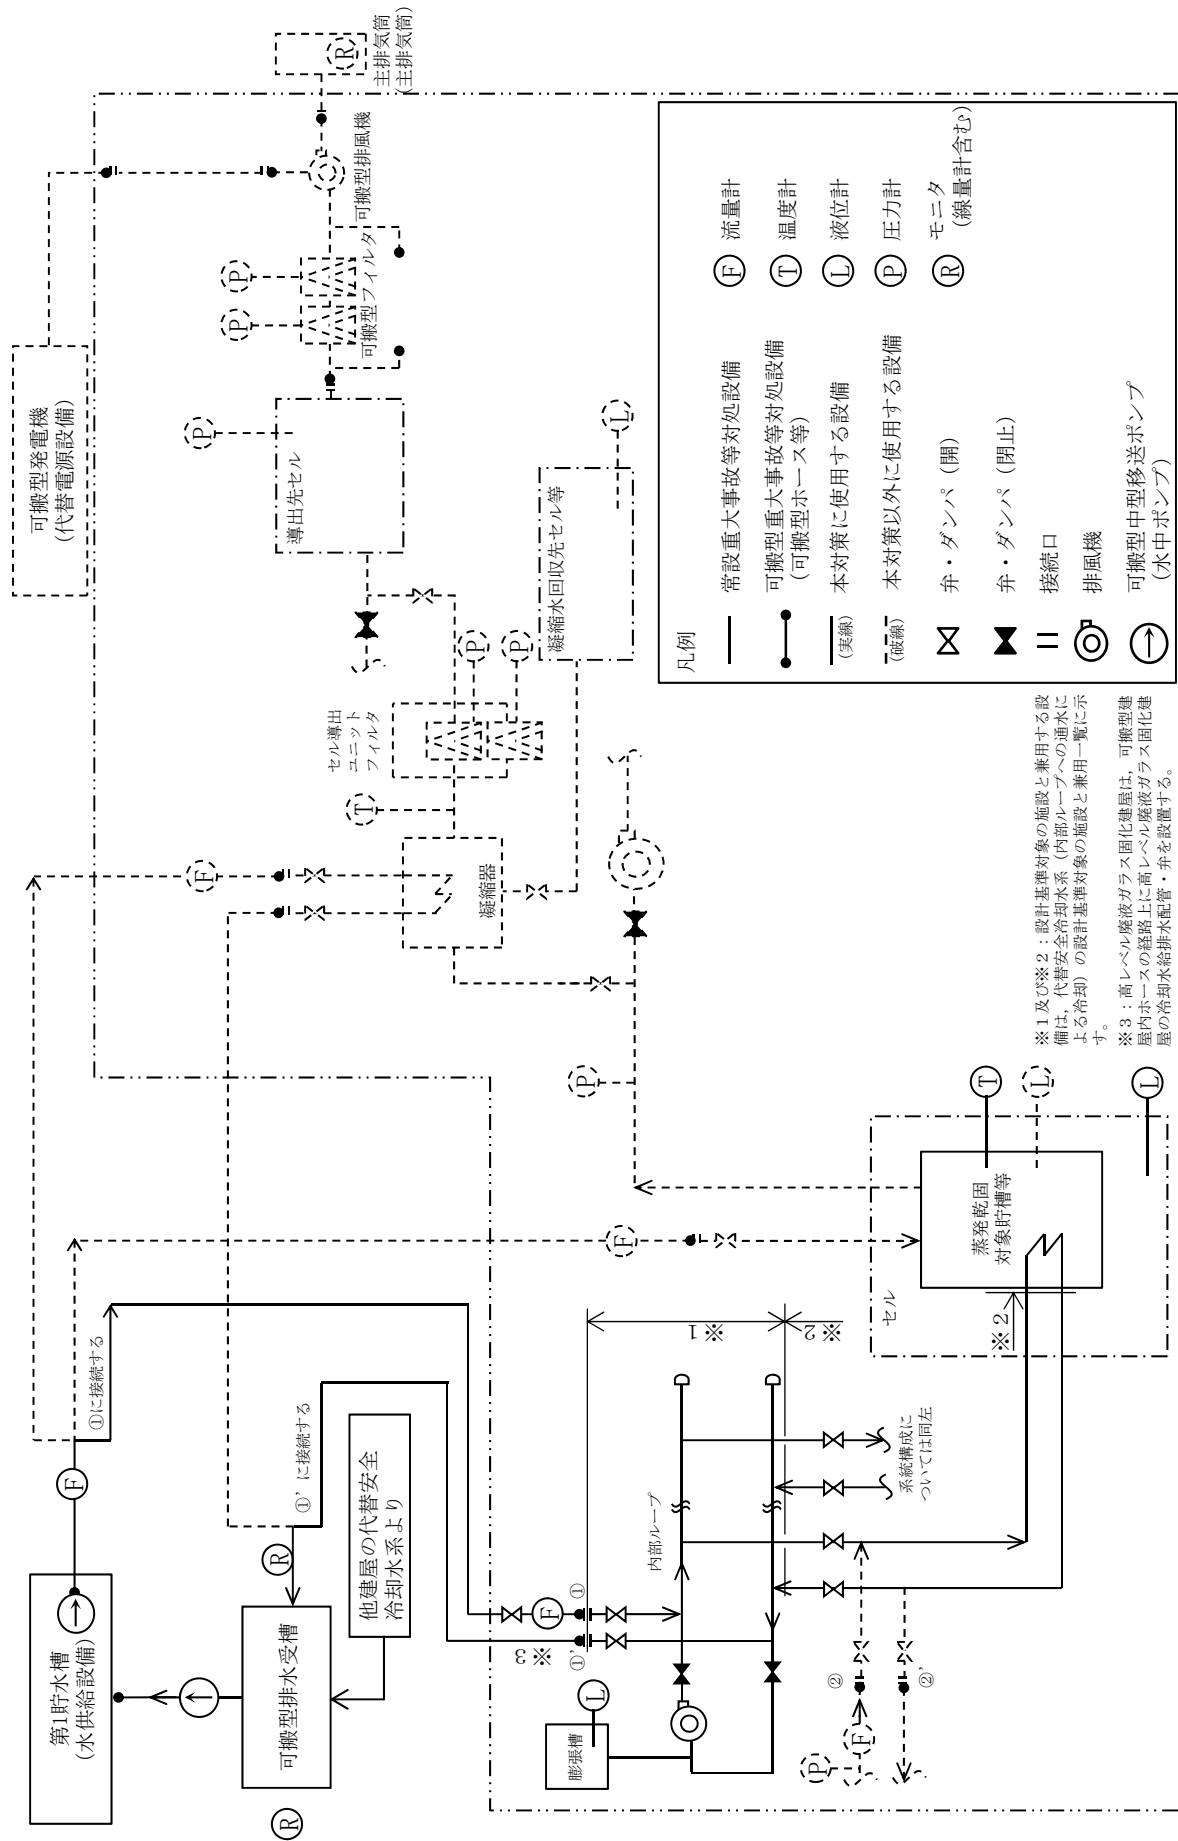 第1貯水槽
(水供給設備)
可搬型排水受槽
R
他建屋の代替安全
冷却水系より
F
R
①に接続する
①’に接続する
可搬型発電機
(代替電源設備)
R
主排気筒
(主排気筒)
可搬型排風機
P
P
可搬型フィルタ
P
導出先セル
L
凝縮水回収先セル等
セル導出
ユニット
フィルタ
P
P
T
F
凝縮器
P
F
※3
F
①
①’
※1
※2
内部ループ
系統構成に
ついては同左
膨張槽
L
②
②’
P
F
セル
※2
蒸発乾固
対象貯槽等
T
L
L
凡例
常設重大事故等対処設備
可搬型重大事故等対処設備
(可搬型ホース等)
(実線)
本対策に使用する設備
(破線)
本対策以外に使用する設備
弁・ダンパ(開)
弁・ダンパ(閉止)
接続口
排風機
可搬型中型移送ポンプ
(水中ポンプ)
F 流量計
T 温度計
L 液位計
P 圧力計
R モニタ
(線量計含む)
※1及び※2:設計基準対象の施設と兼用する設
備は,代替安全冷却水系(内部ループへの通水に
よる冷却)の設計基準対象の施設と兼用一覧に示
す。
※3:高レベル廃液ガラス固化建屋は,可搬型建
屋内ホースの経路上に高レベル廃液ガラス固化建
屋の冷却水給排水配管・弁を設置する。